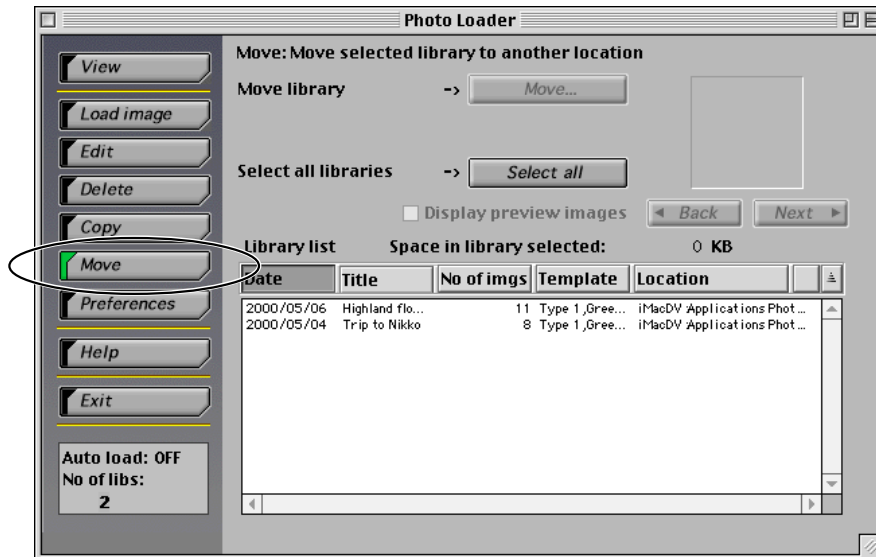 Photo Loader
View
Load image
Edit
Delete
Copy
Move
Preferences
Help
Exit
Auto load: OFF
No of libs:
2
Move: Move selected library to another location
Move library -> Move...
Select all libraries -> Select all
Display preview images Back Next
Library list Space in library selected: 0 KB
Date Title No of imgs Template Location
2000/05/06 Highland flo... 11 Type 1,Gree... iMacDV:Applications:Phot...
2000/05/04 Trip to Nikko 8 Type 1,Gree... iMacDV:Applications:Phot...